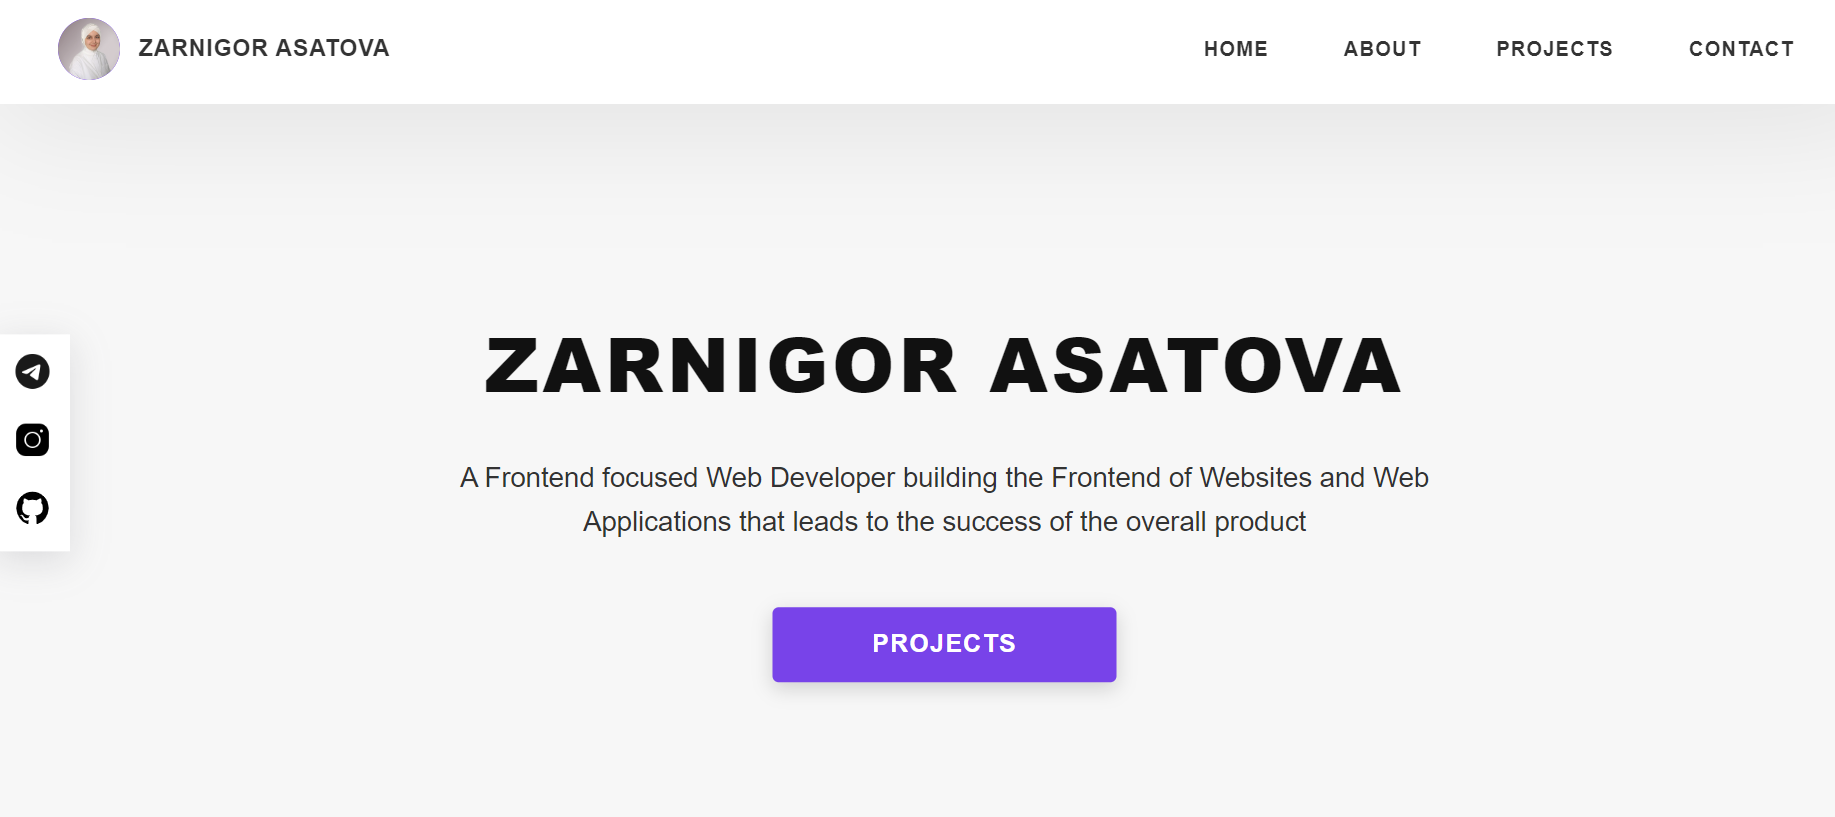 ZARNIGOR ASATOVA
HOME
ABOUT
PROJECTS
CONTACT
ZARNIGOR ASATOVA
A Frontend focused Web Developer building the Frontend of Websites and Web
Applications that leads to the success of the overall product
PROJECTS